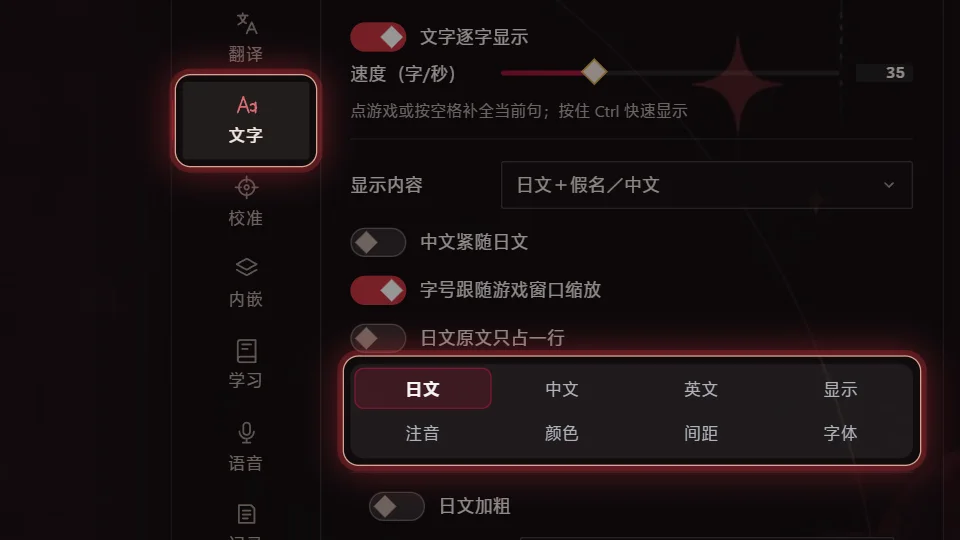 翻译
文字
校准
内嵌
学习
语音
文字逐字显示
速度（字/秒）
35
点游戏或按空格补全当前句；按住 Ctrl 快速显示
显示内容
日文＋假名／中文
中文紧随日文
字号跟随游戏窗口缩放
日文原文只占一行
日文 中文 英文 显示
注音 颜色 间距 字体
日文加粗